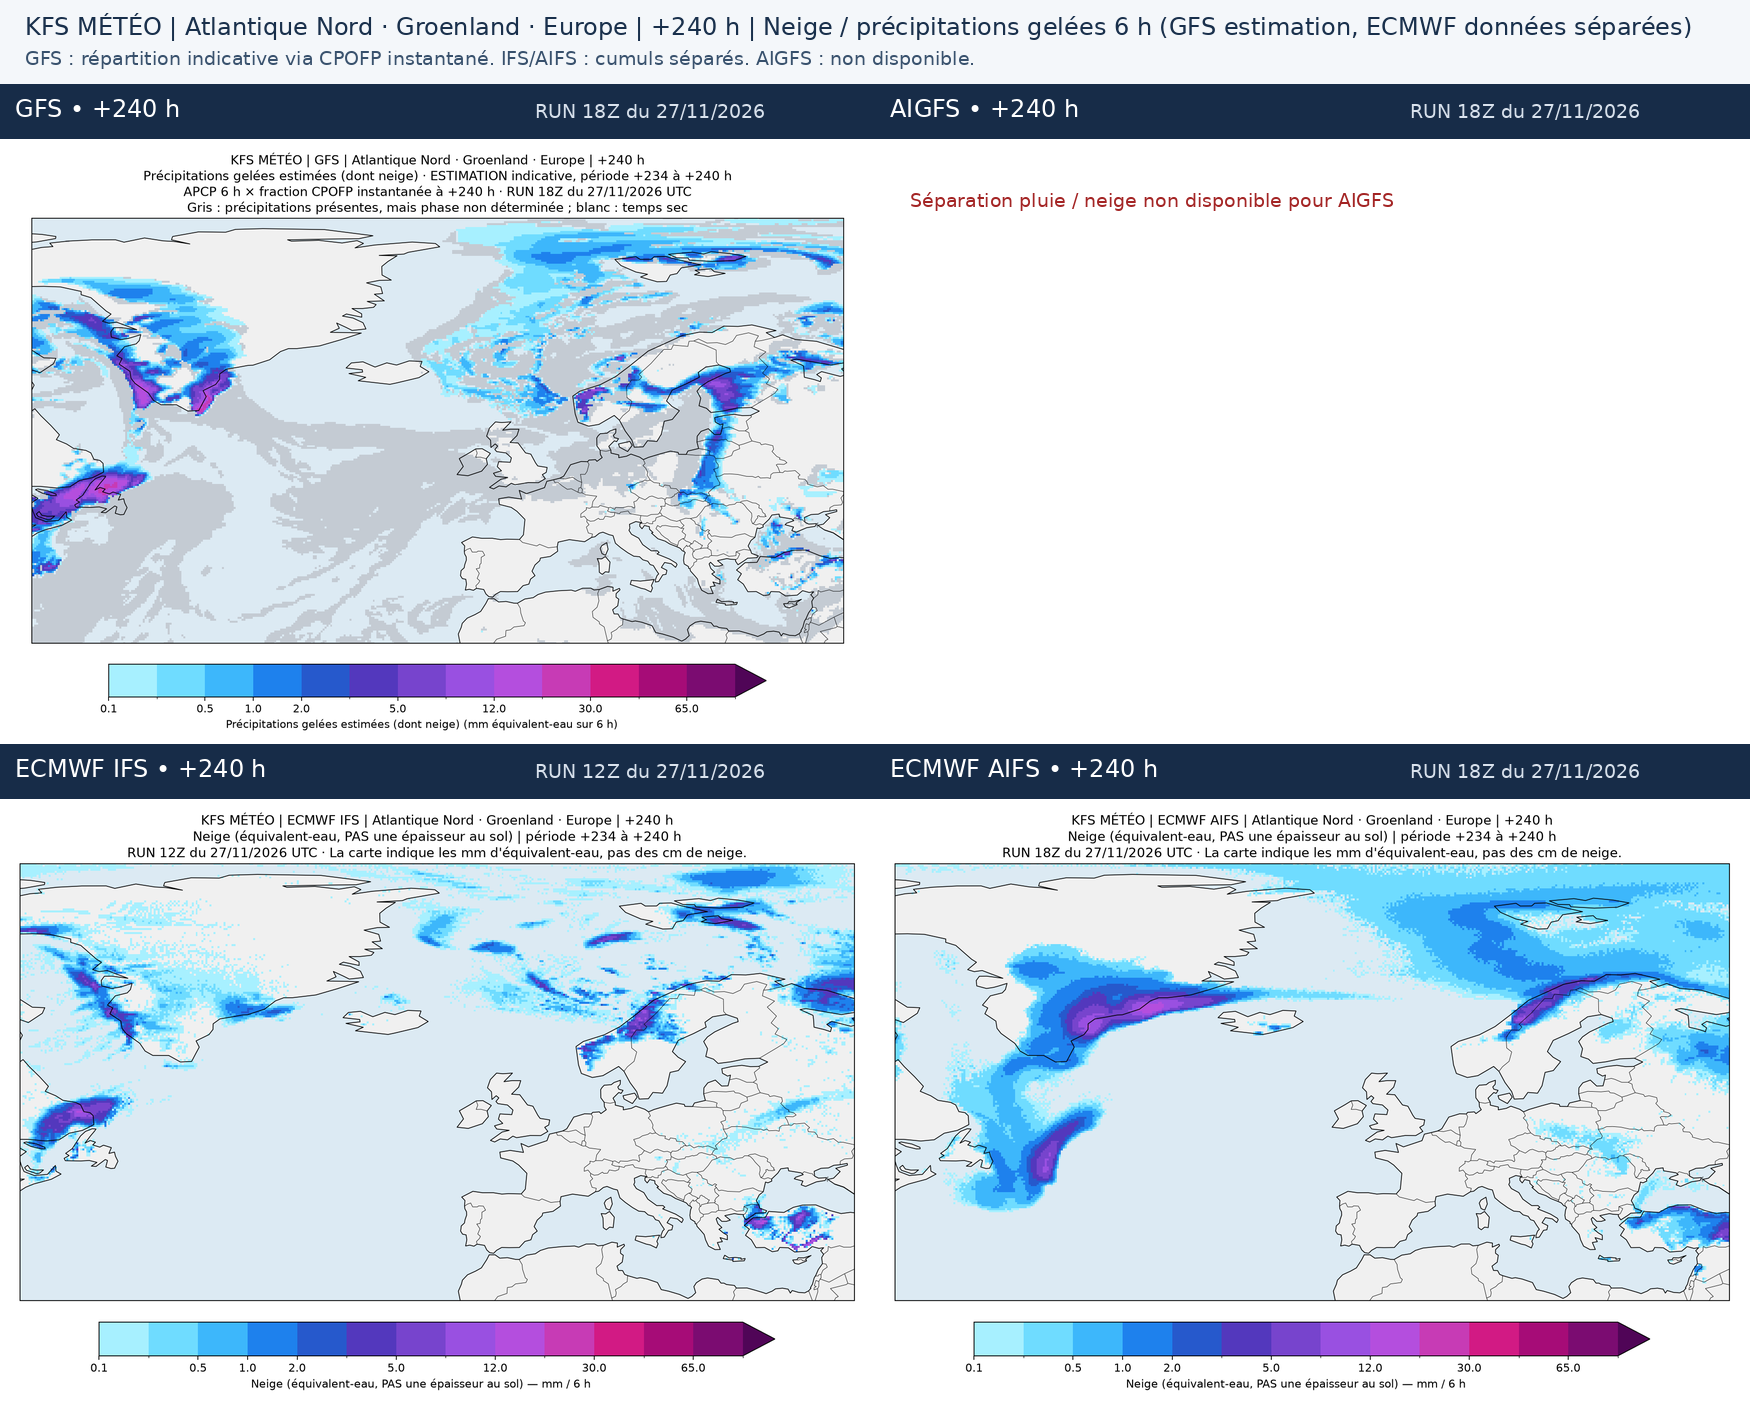 KFS MÉTÉO | Atlantique Nord · Groenland · Europe | +240 h | Neige / précipitations gelées 6 h (GFS estimation, ECMWF données séparées)
GFS : répartition indicative via CPOFP instantané. IFS/AIFS : cumuls séparés. AIGFS : non disponible.
GFS • +240 h
RUN 18Z du 27/11/2026
AIGFS • +240 h
RUN 18Z du 27/11/2026
KFS MÉTÉO | GFS | Atlantique Nord · Groenland · Europe | +240 h
Précipitations gelées estimées (dont neige) · ESTIMATION indicative, période +234 à +240 h
APCP 6 h × fraction CPOFP instantanée à +240 h · RUN 18Z du 27/11/2026 UTC
Gris : précipitations présentes, mais phase non déterminée ; blanc : temps sec
Séparation pluie / neige non disponible pour AIGFS
0.1 0.5 1.0 2.0 5.0 12.0 30.0 65.0
Précipitations gelées estimées (dont neige) (mm équivalent-eau sur 6 h)
ECMWF IFS • +240 h
RUN 12Z du 27/11/2026
ECMWF AIFS • +240 h
RUN 18Z du 27/11/2026
KFS MÉTÉO | ECMWF IFS | Atlantique Nord · Groenland · Europe | +240 h
Neige (équivalent-eau, PAS une épaisseur au sol) | période +234 à +240 h
RUN 12Z du 27/11/2026 UTC · La carte indique les mm d'équivalent-eau, pas des cm de neige.
KFS MÉTÉO | ECMWF AIFS | Atlantique Nord · Groenland · Europe | +240 h
Neige (équivalent-eau, PAS une épaisseur au sol) | période +234 à +240 h
RUN 18Z du 27/11/2026 UTC · La carte indique les mm d'équivalent-eau, pas des cm de neige.
0.1 0.5 1.0 2.0 5.0 12.0 30.0 65.0
Neige (équivalent-eau, PAS une épaisseur au sol) — mm / 6 h
0.1 0.5 1.0 2.0 5.0 12.0 30.0 65.0
Neige (équivalent-eau, PAS une épaisseur au sol) — mm / 6 h